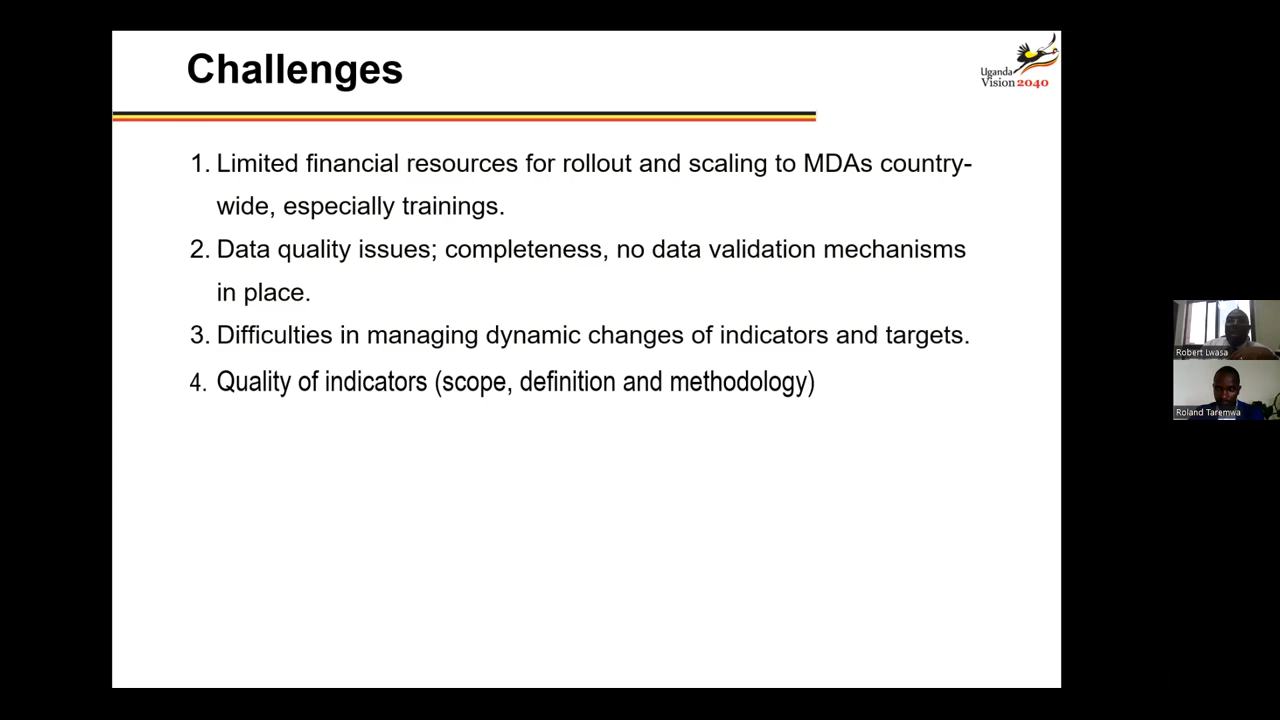 Challenges
Uganda
Vision 2040
1. Limited financial resources for rollout and scaling to MDAs country-
wide, especially trainings.
2. Data quality issues; completeness, no data validation mechanisms
in place.
3. Difficulties in managing dynamic changes of indicators and targets.
4. Quality of indicators (scope, definition and methodology)
Robert Lwasa
Roland Taremwa